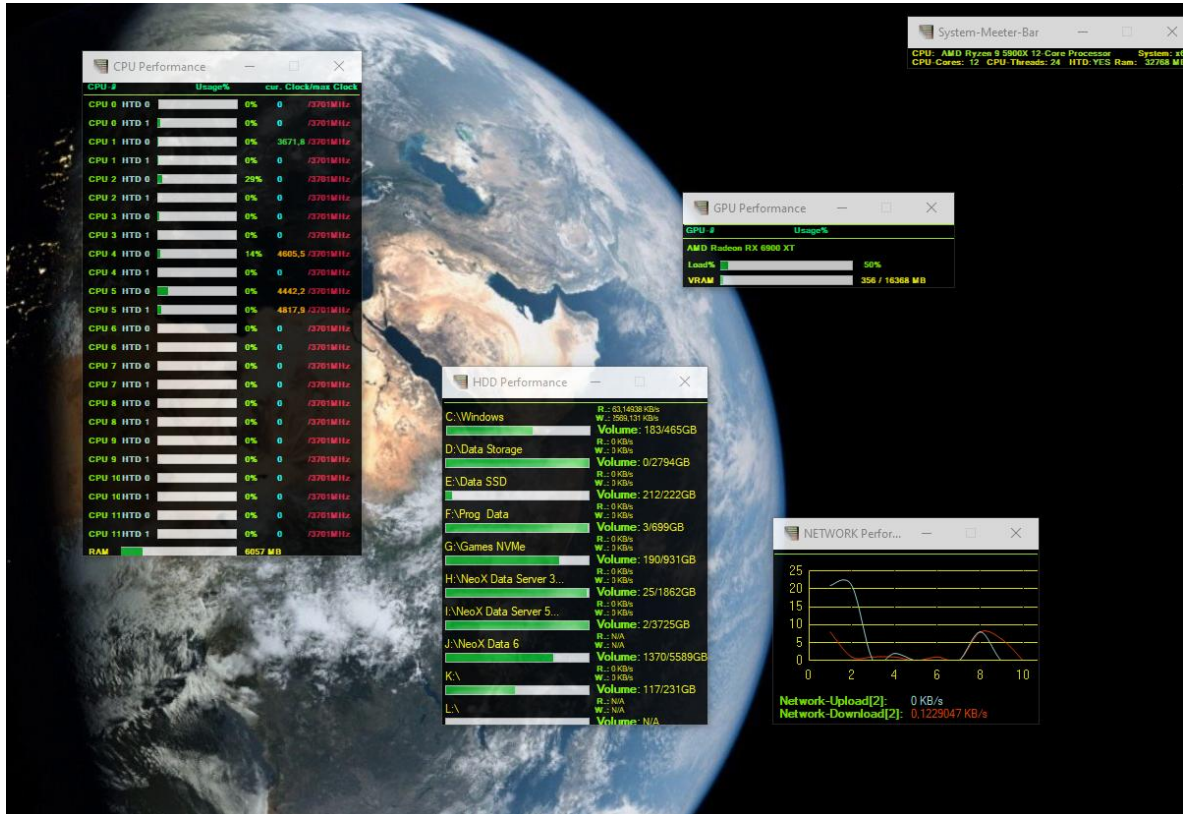 System-Meeter-Bar
CPU: AMD Ryzen 9 5900X 12-Core Processor System: x6
CPU-Cores: 12 CPU-Threads: 24 HTD: YES Ram: 32768 MB
CPU Performance
CPU-# Usage% cur. Clock/max Clock
CPU 0 HTD 0 0% 0 /3701MHz
CPU 0 HTD 1 0% 0 /3701MHz
CPU 1 HTD 0 0% 3671,8 /3701MHz
CPU 1 HTD 1 0% 0 /3701MHz
CPU 2 HTD 0 29% 0 /3701MHz
CPU 2 HTD 1 0% 0 /3701MHz
CPU 3 HTD 0 0% 0 /3701MHz
CPU 3 HTD 1 0% 0 /3701MHz
CPU 4 HTD 0 14% 4605,5 /3701MHz
CPU 4 HTD 1 0% 0 /3701MHz
CPU 5 HTD 0 0% 4442,2 /3701MHz
CPU 5 HTD 1 0% 4817,9 /3701MHz
CPU 6 HTD 0 0% 0 /3701MHz
CPU 6 HTD 1 0% 0 /3701MHz
CPU 7 HTD 0 0% 0 /3701MHz
CPU 7 HTD 1 0% 0 /3701MHz
CPU 8 HTD 0 0% 0 /3701MHz
CPU 8 HTD 1 0% 0 /3701MHz
CPU 9 HTD 0 0% 0 /3701MHz
CPU 9 HTD 1 0% 0 /3701MHz
CPU 10 HTD 0 0% 0 /3701MHz
CPU 10 HTD 1 0% 0 /3701MHz
CPU 11 HTD 0 0% 0 /3701MHz
CPU 11 HTD 1 0% 0 /3701MHz
RAM 6057 MB
GPU Performance
GPU-# Usage%
AMD Radeon RX 6900 XT
Load% 50%
VRAM 356 / 16368 MB
HDD Performance
R.: 63,14938 KB/s
C:\Windows W.: 2569,131 KB/s
Volume: 183/465GB
R.: 0 KB/s
D:\Data Storage W.: 0 KB/s
Volume: 0/2794GB
R.: 0 KB/s
E:\Data SSD W.: 0 KB/s
Volume: 212/222GB
R.: 0 KB/s
F:\Prog Data W.: 0 KB/s
Volume: 3/699GB
R.: 0 KB/s
G:\Games NVMe W.: 0 KB/s
Volume: 190/931GB
R.: 0 KB/s
H:\NeoX Data Server 3... W.: 0 KB/s
Volume: 25/1862GB
R.: 0 KB/s
I:\NeoX Data Server 5... W.: 0 KB/s
Volume: 2/3725GB
R.: N/A
J:\NeoX Data 6 W.: N/A
Volume: 1370/5589GB
R.: 0 KB/s
K:\ W.: 0 KB/s
Volume: 117/231GB
R.: N/A
L:\ W.: N/A
Volume: N/A
NETWORK Perfor...
25
20
15
10
5
0
0 2 4 6 8 10
Network-Upload[2]: 0 KB/s
Network-Download[2]: 0,1229047 KB/s